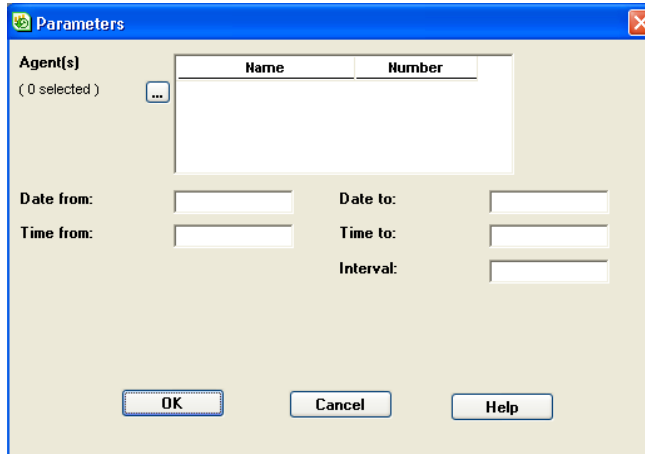 Parameters
Agent(s) Name Number
( 0 selected ) ...
Date from: Date to:
Time from: Time to:
Interval:
OK Cancel Help